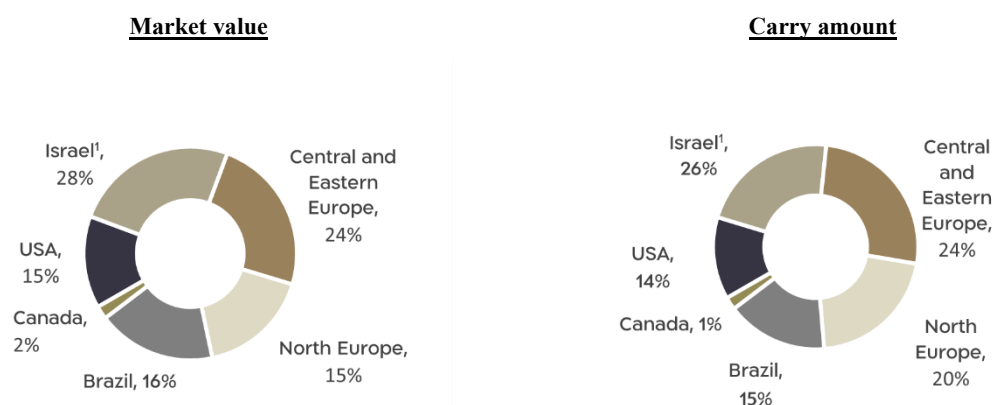 Market value
Israel¹,
28%
Central and
Eastern
Europe,
24%
USA,
15%
Canada,
2%
Brazil, 16%
North Europe,
15%
Carry amount
Israel¹,
26%
Central
and
Eastern
Europe,
24%
USA,
14%
Canada, 1%
Brazil,
15%
North
Europe,
20%